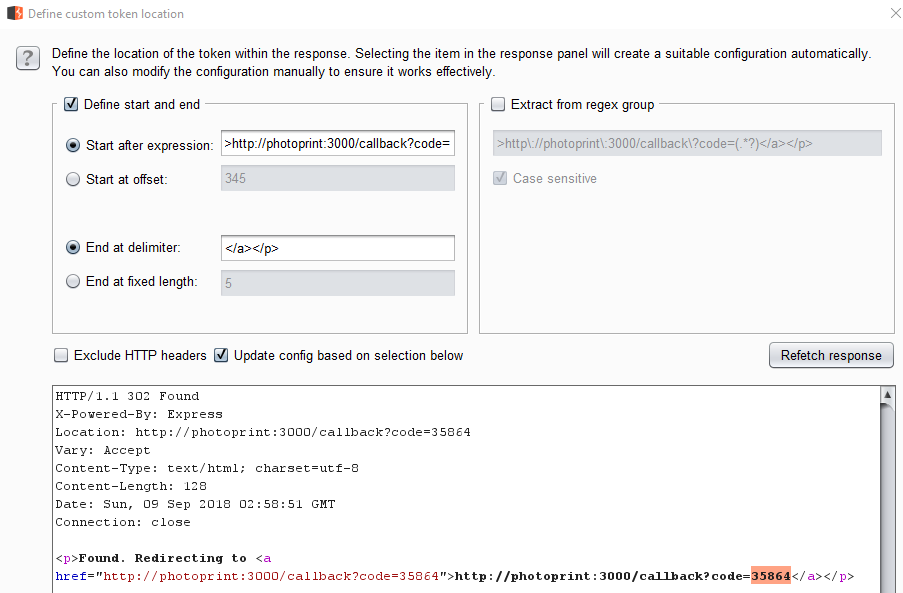 Define custom token location
Define the location of the token within the response. Selecting the item in the response panel will create a suitable configuration automatically.
You can also modify the configuration manually to ensure it works effectively.
Define start and end
Start after expression: >http://photoprint:3000/callback?code=
Start at offset: 345
End at delimiter: </a></p>
End at fixed length: 5
Extract from regex group
>http\://photoprint\:3000/callback\?code=(.*?)</a></p>
Case sensitive
Exclude HTTP headers Update config based on selection below Refetch response
HTTP/1.1 302 Found
X-Powered-By: Express
Location: http://photoprint:3000/callback?code=35864
Vary: Accept
Content-Type: text/html; charset=utf-8
Content-Length: 128
Date: Sun, 09 Sep 2018 02:58:51 GMT
Connection: close
<p>Found. Redirecting to <a
href="http://photoprint:3000/callback?code=35864">http://photoprint:3000/callback?code=35864</a></p>